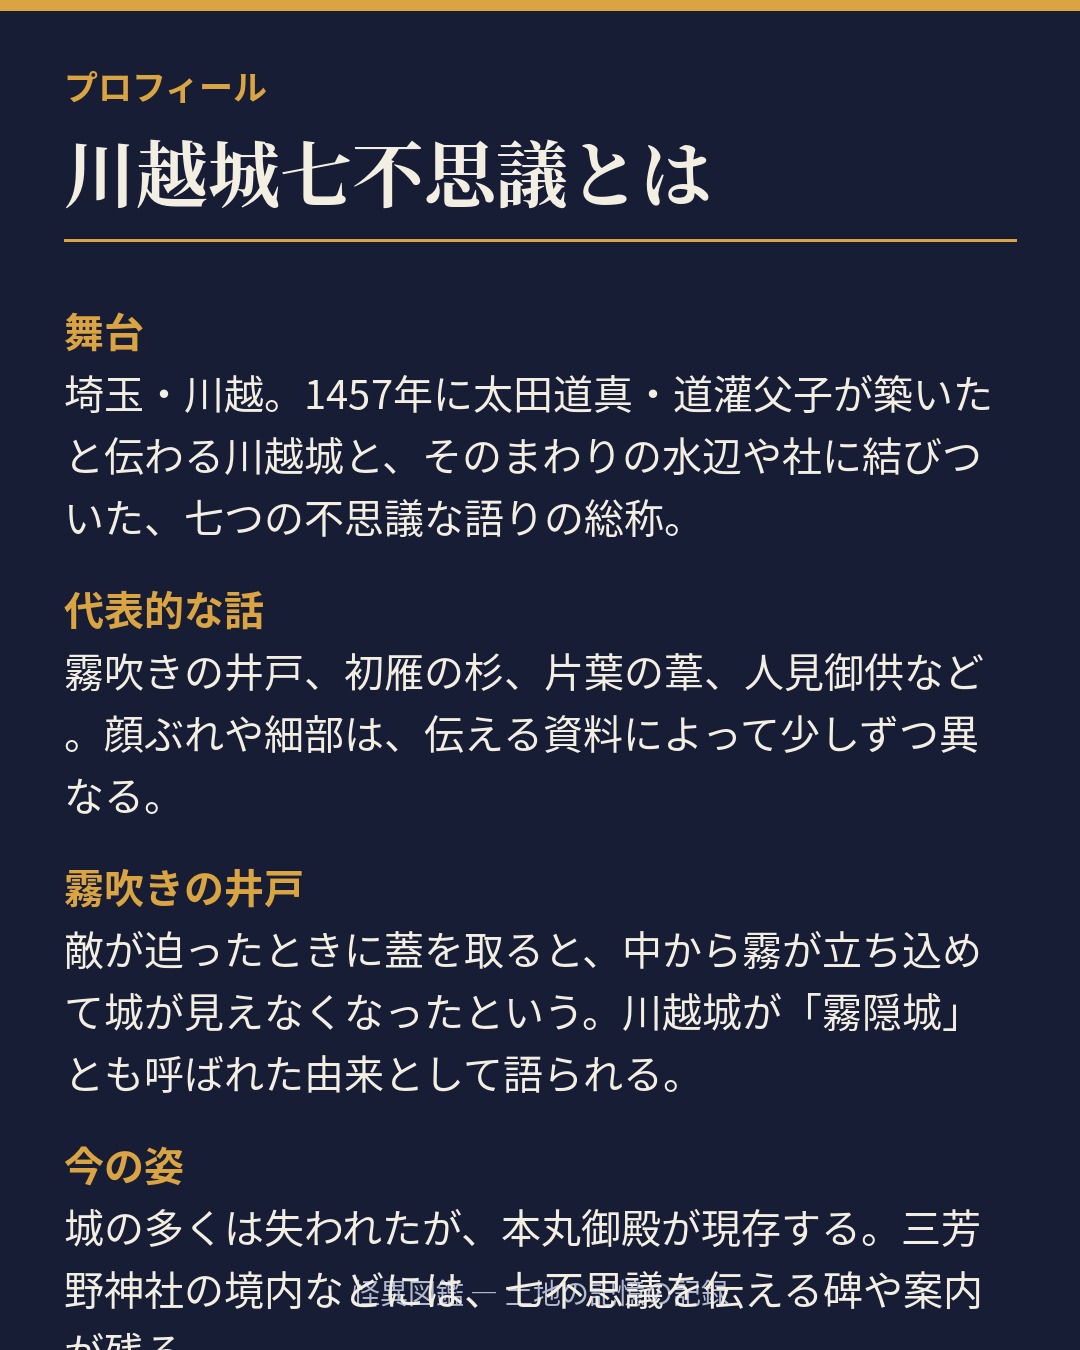 プロフィール
川越城七不思議とは
舞台
埼玉・川越。1457年に太田道真・道灌父子が築いた
と伝わる川越城と、そのまわりの水辺や社に結びつ
いた、七つの不思議な語りの総称。
代表的な話
霧吹きの井戸、初雁の杉、片葉の葦、人見御供など
。顔ぶれや細部は、伝える資料によって少しずつ異
なる。
霧吹きの井戸
敵が迫ったときに蓋を取ると、中から霧が立ち込め
て城が見えなくなったという。川越城が「霧隠城」
とも呼ばれた由来として語られる。
今の姿
城の多くは失われたが、本丸御殿が現存する。三芳
野神社の境内などには、七不思議を伝える碑や案内
が残る
怪異図鑑 — 土地の